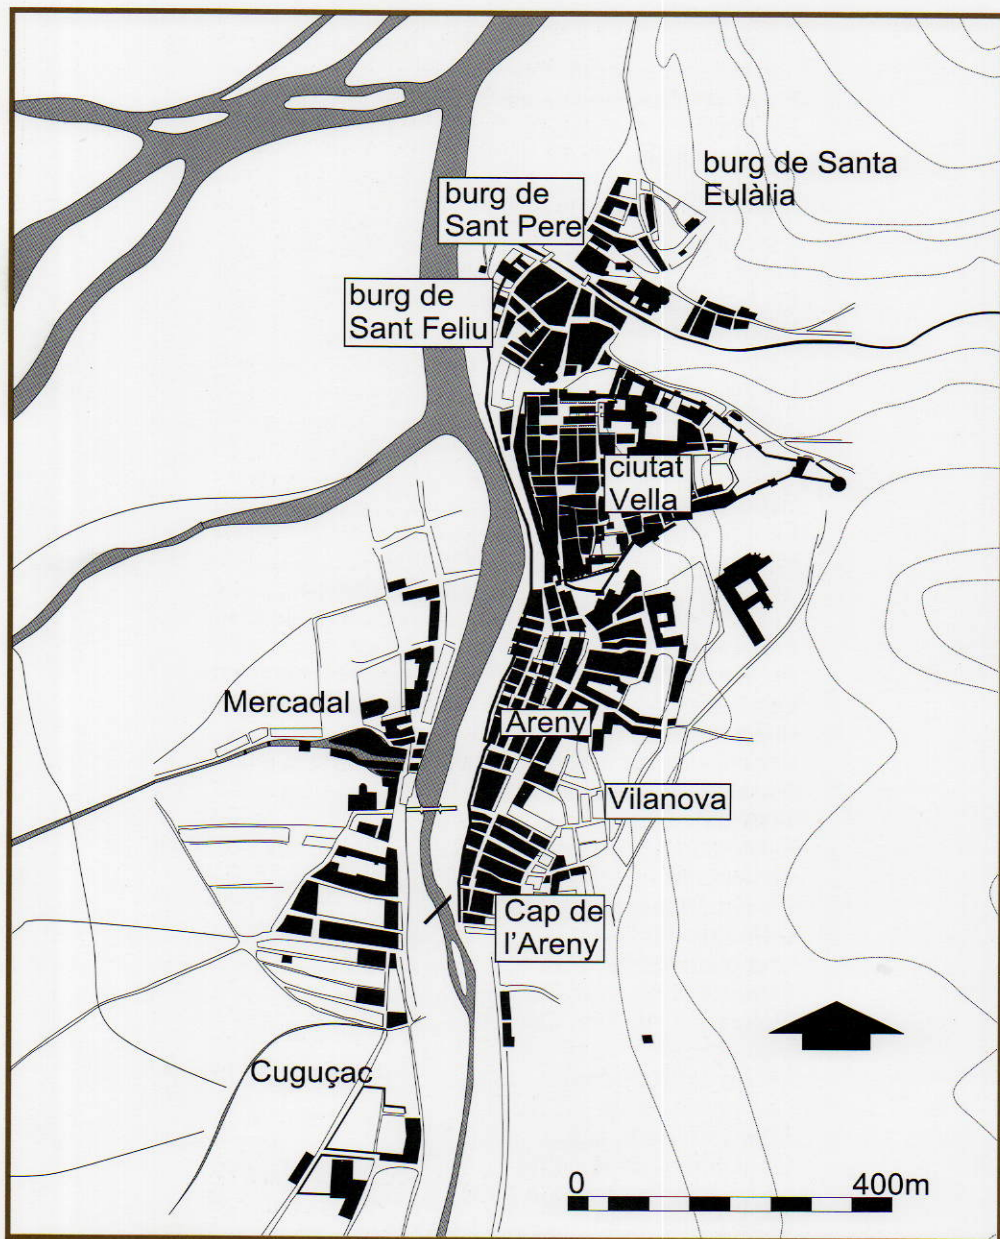 burg de Santa
Eulàlia
burg de
Sant Pere
burg de
Sant Feliu
ciutat
Vella
Mercadal
Areny
Vilanova
Cap de
l'Areny
Cuguçac
0 400m